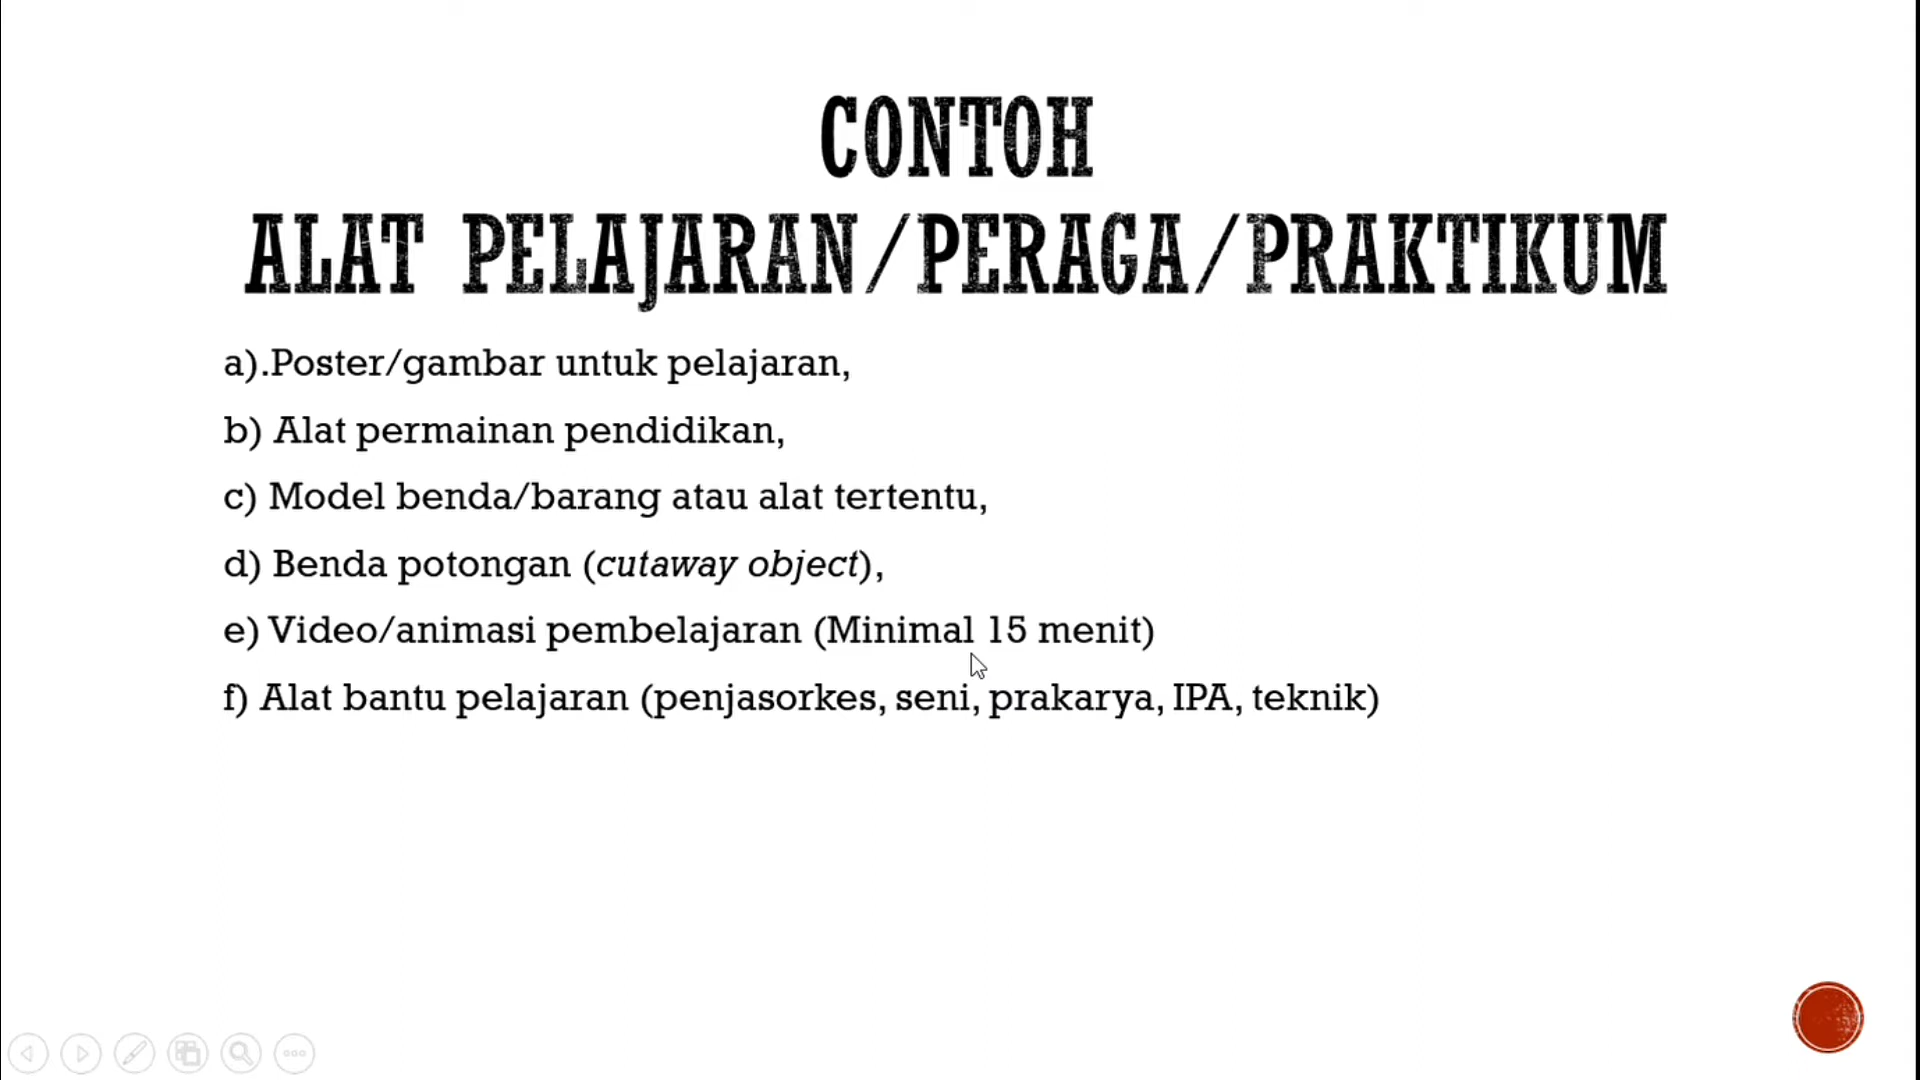 CONTOH
ALAT PELAJARAN/PERAGA/PRAKTIKUM
a).Poster/gambar untuk pelajaran,
b) Alat permainan pendidikan,
c) Model benda/barang atau alat tertentu,
d) Benda potongan (cutaway object),
e) Video/animasi pembelajaran (Minimal 15 menit)
f) Alat bantu pelajaran (penjasorkes, seni, prakarya, IPA, teknik)